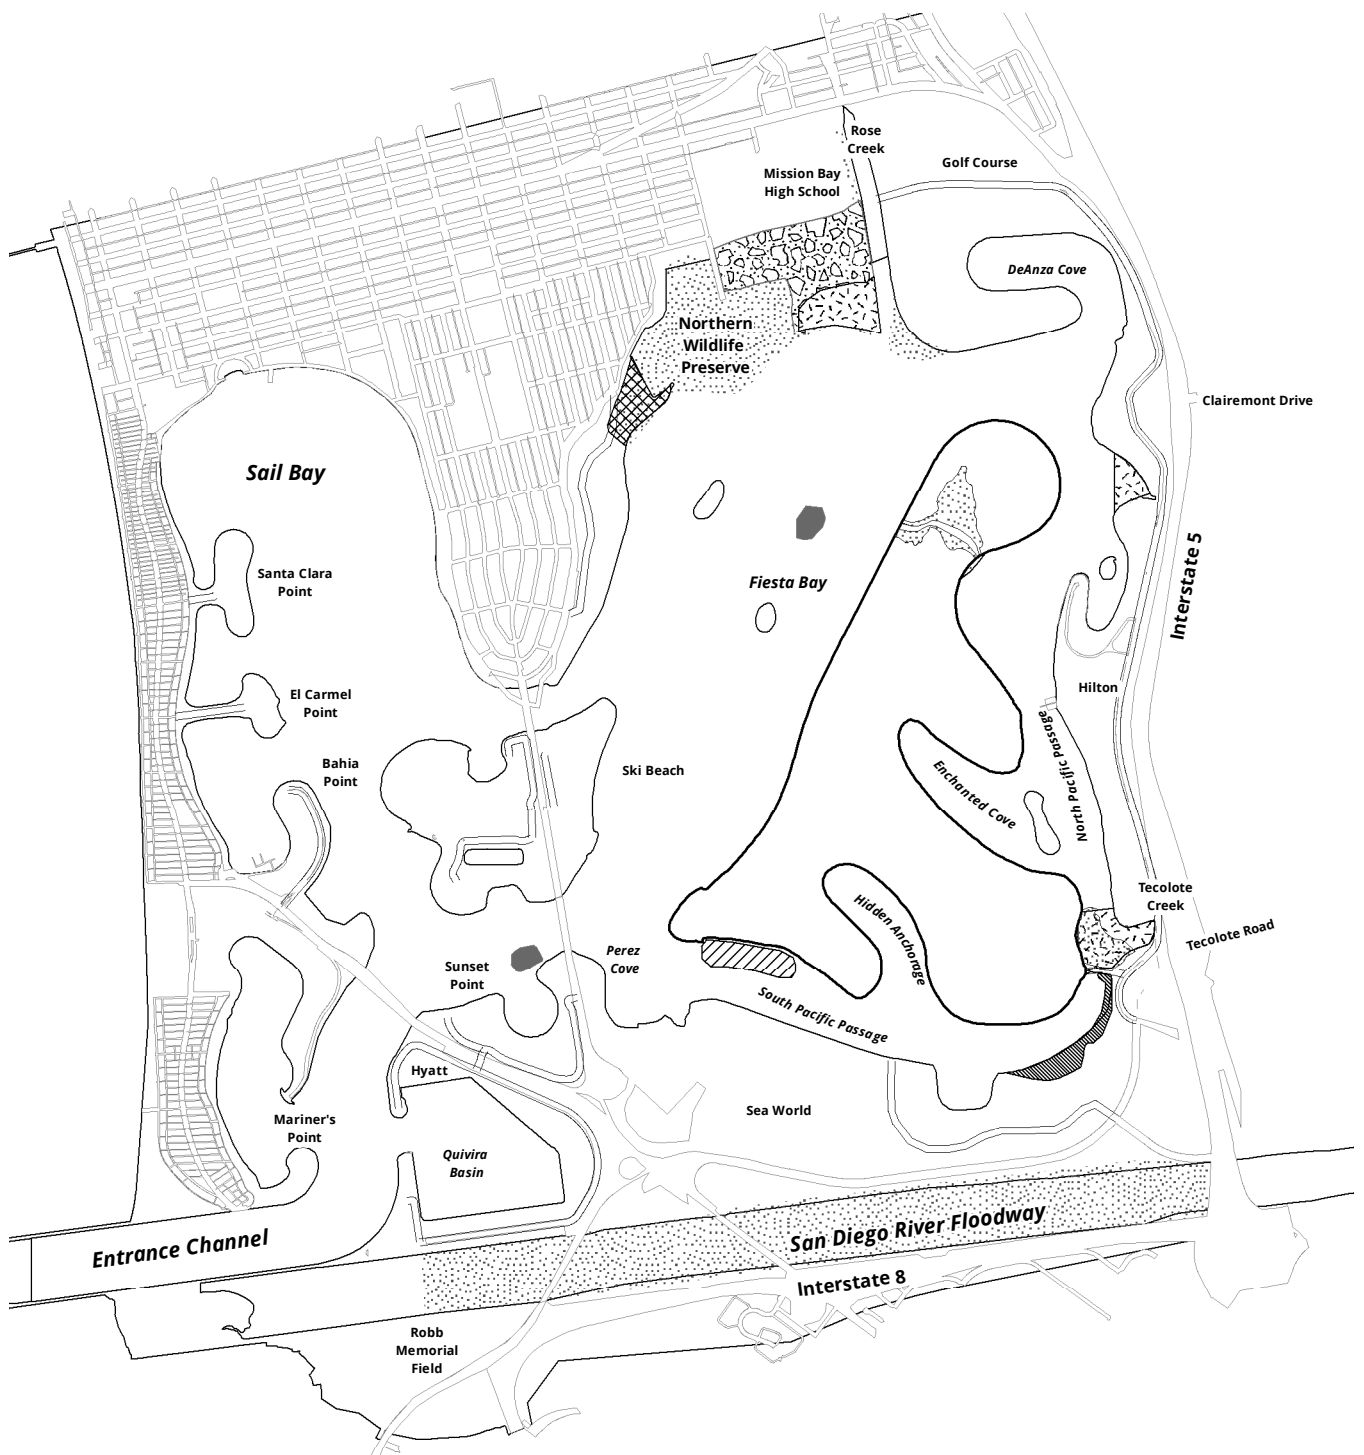 Rose
Creek
Golf Course
Mission Bay
High School
DeAnza Cove
Northern
Wildlife
Preserve
Clairemont Drive
Sail Bay
Santa Clara
Point
Fiesta Bay
Interstate 5
El Carmel
Point
Hilton
North Pacific Passage
Bahia
Point
Ski Beach
Enchanted Cove
Tecolote
Creek
Hidden Anchorage
Tecolote Road
Perez
Cove
Sunset
Point
South Pacific Passage
Hyatt
Sea World
Mariner's
Point
Quivira
Basin
San Diego River Floodway
Entrance Channel
Interstate 8
Robb
Memorial
Field